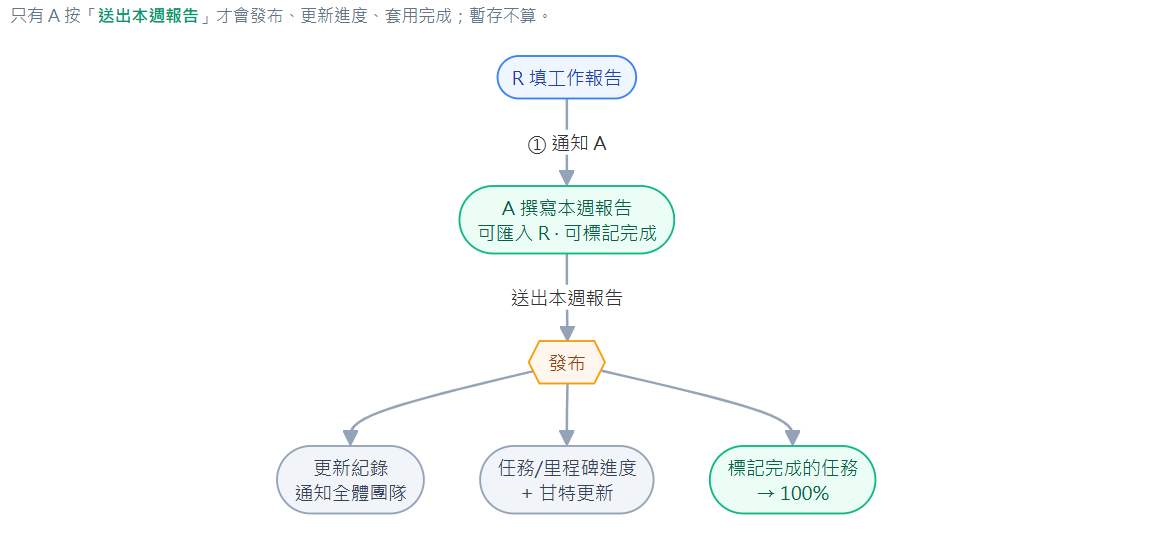 只有 A 按「送出本週報告」才會發布、更新進度、套用完成；暫存不算。
R 填工作報告
① 通知 A
A 撰寫本週報告
可匯入 R · 可標記完成
送出本週報告
發布
更新紀錄
通知全體團隊
任務/里程碑進度
+ 甘特更新
標記完成的任務
→ 100%